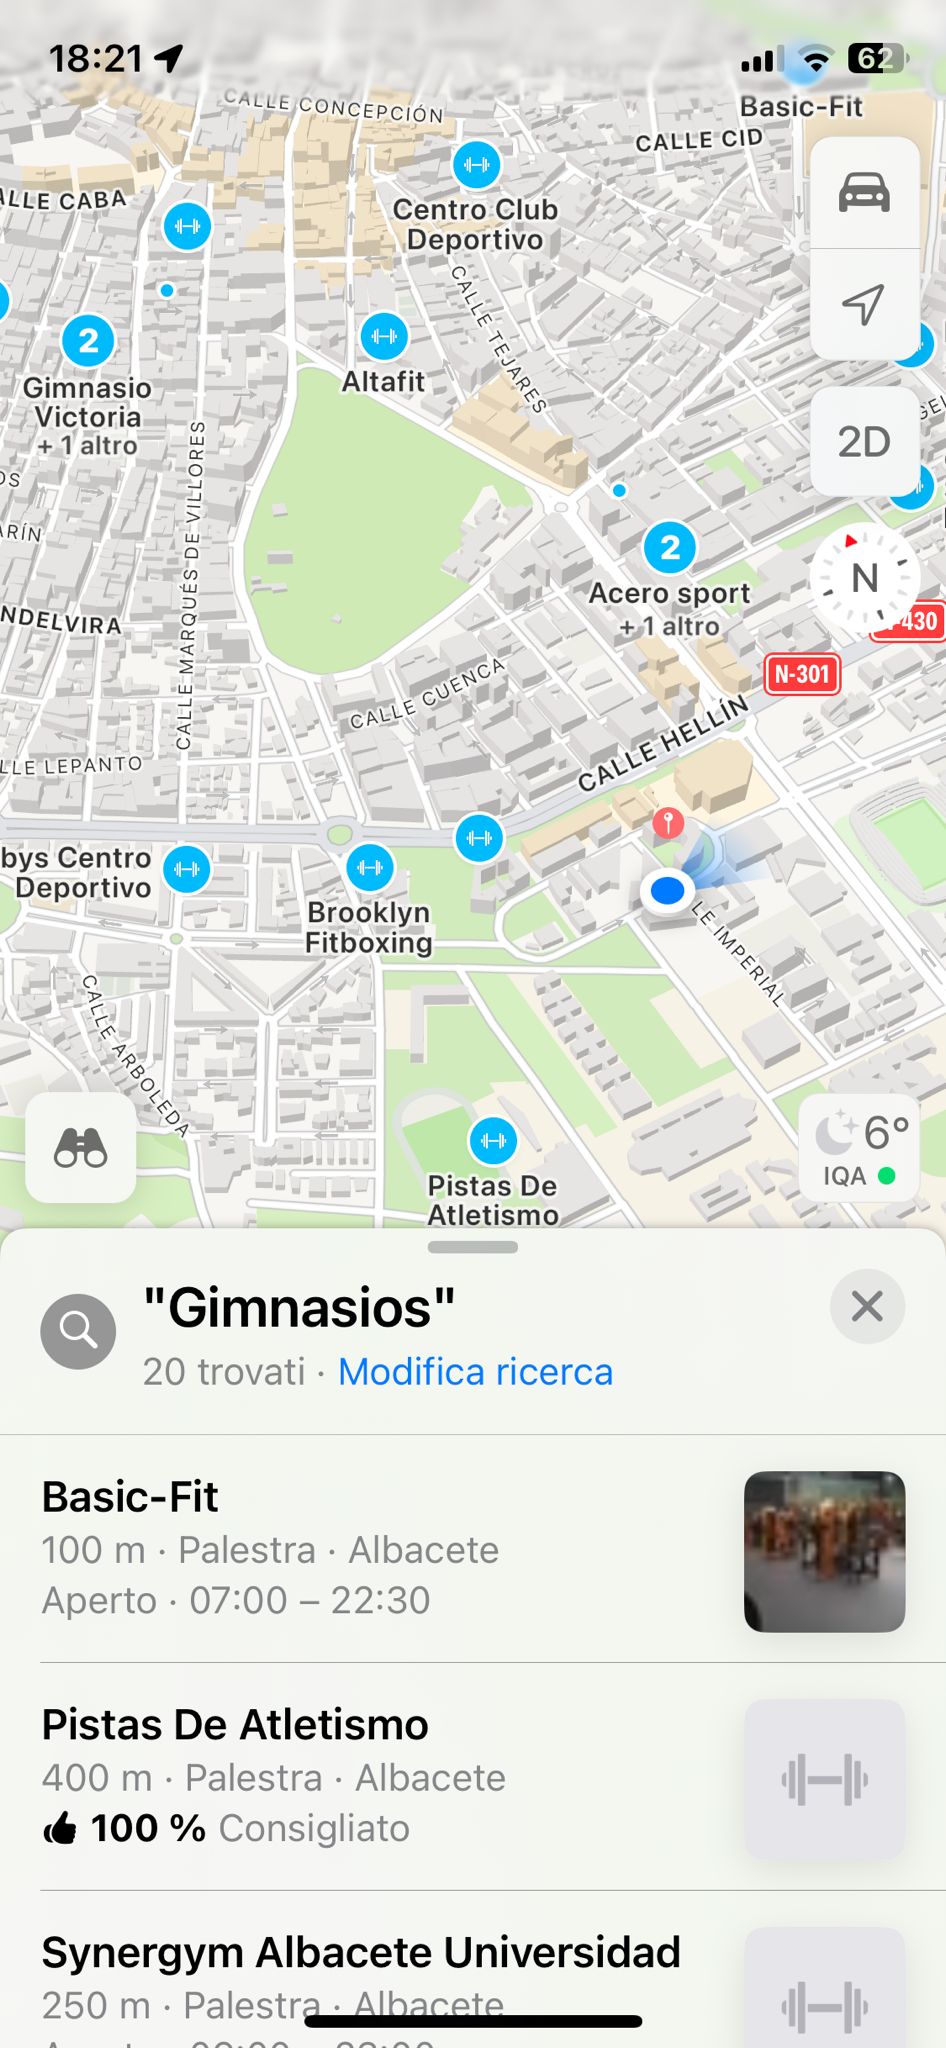 18:21
62
Basic-Fit
CALLE CONCEPCIÓN
CALLE CID
ALLE CABA
Centro Club
Deportivo
CALLE TEJARES
2
Gimnasio
Victoria
+ 1 altro
Altafit
2D
CALLE MARQUÉS DE VILLORES
ARÍN
N
2
Acero sport
+ 1 altro
430
NDELVIRA
N-301
CALLE CUENCA
CALLE HELLÍN
LLE LEPANTO
bys Centro
Deportivo
Brooklyn
Fitboxing
LE IMPERIAL
CALLE ARBOLEDA
6°
IQA
Pistas De
Atletismo
"Gimnasios"
20 trovati · Modifica ricerca
Basic-Fit
100 m · Palestra · Albacete
Aperto · 07:00 – 22:30
Pistas De Atletismo
400 m · Palestra · Albacete
100 % Consigliato
Synergym Albacete Universidad
250 m · Palestra · Albacete